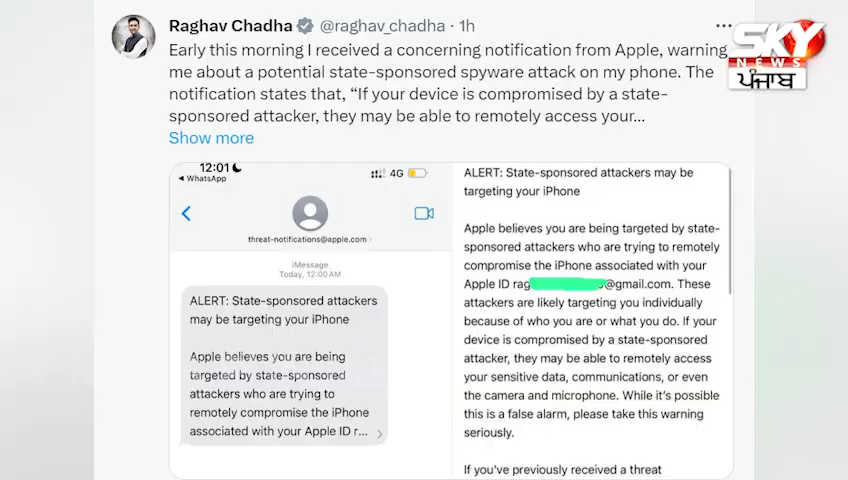 Raghav Chadha @raghav_chadha · 1h
Early this morning I received a concerning notification from Apple, warning
me about a potential state-sponsored spyware attack on my phone. The
notification states that, “If your device is compromised by a state-
sponsored attacker, they may be able to remotely access your...
Show more
SKY
NEWS
ਪੰਜਾਬ
12:01
4G
WhatsApp
threat-notifications@apple.com
iMessage
Today, 12:00 AM
ALERT: State-sponsored attackers
may be targeting your iPhone
Apple believes you are being
targeted by state-sponsored
attackers who are trying to
remotely compromise the iPhone
associated with your Apple ID r...
ALERT: State-sponsored attackers may be
targeting your iPhone
Apple believes you are being targeted by state-
sponsored attackers who are trying to remotely
compromise the iPhone associated with your
Apple ID rag @gmail.com. These
attackers are likely targeting you individually
because of who you are or what you do. If your
device is compromised by a state-sponsored
attacker, they may be able to remotely access
your sensitive data, communications, or even
the camera and microphone. While it’s possible
this is a false alarm, please take this warning
seriously.
If you’ve previously received a threat